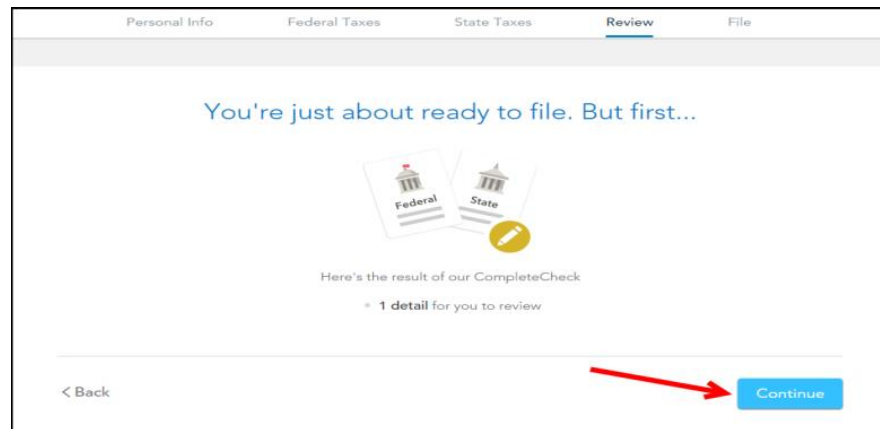 Personal Info Federal Taxes State Taxes Review File
You're just about ready to file. But first...
Federal State
Here's the result of our CompleteCheck
1 detail for you to review
< Back Continue